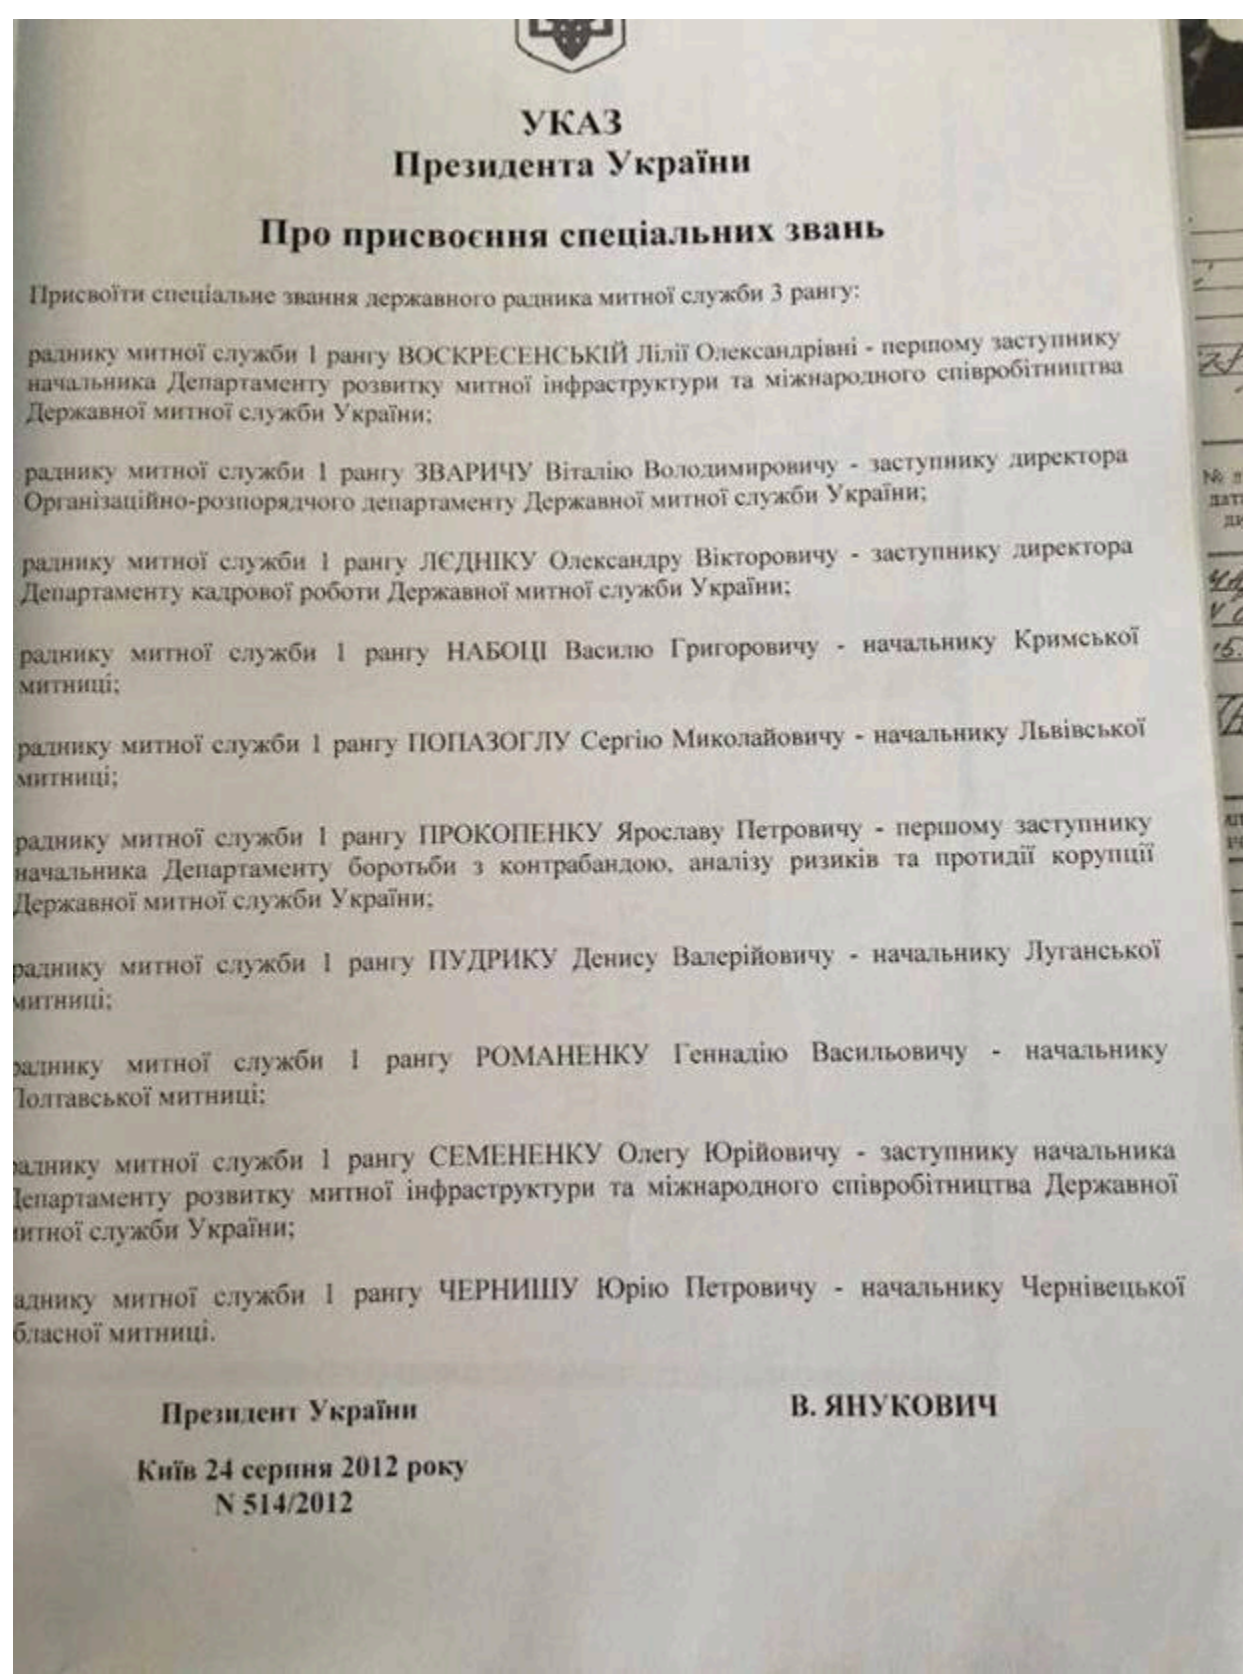 УКАЗ
Президента України
Про присвоєння спеціальних звань
Присвоїти спеціальне звання державного радника митної служби 3 рангу:
раднику митної служби 1 рангу ВОСКРЕСЕНСЬКІЙ Лілії Олександрівні - першому заступнику
начальника Департаменту розвитку митної інфраструктури та міжнародного співробітництва
Державної митної служби України;
раднику митної служби 1 рангу ЗВАРИЧУ Віталію Володимировичу - заступнику директора
Організаційно-розпорядчого департаменту Державної митної служби України;
раднику митної служби 1 рангу ЛЄДНІКУ Олександру Вікторовичу - заступнику директора
Департаменту кадрової роботи Державної митної служби України;
раднику митної служби 1 рангу НАБОЦІ Василю Григоровичу - начальнику Кримської
митниці;
раднику митної служби 1 рангу ПОПАЗОГЛУ Сергію Миколайовичу - начальнику Львівської
митниці;
раднику митної служби 1 рангу ПРОКОПЕНКУ Ярославу Петровичу - першому заступнику
начальника Департаменту боротьби з контрабандою, аналізу ризиків та протидії корупції
Державної митної служби України;
раднику митної служби 1 рангу ПУДРИКУ Денису Валерійовичу - начальнику Луганської
митниці;
раднику митної служби 1 рангу РОМАНЕНКУ Геннадію Васильовичу - начальнику
Полтавської митниці;
аднику митної служби 1 рангу СЕМЕНЕНКУ Олегу Юрійовичу - заступнику начальника
Департаменту розвитку митної інфраструктури та міжнародного співробітництва Державної
итної служби України;
аднику митної служби 1 рангу ЧЕРНИШУ Юрію Петровичу - начальнику Чернівецької
бласної митниці.
Президент України В. ЯНУКОВИЧ
Київ 24 серпня 2012 року
N 514/2012